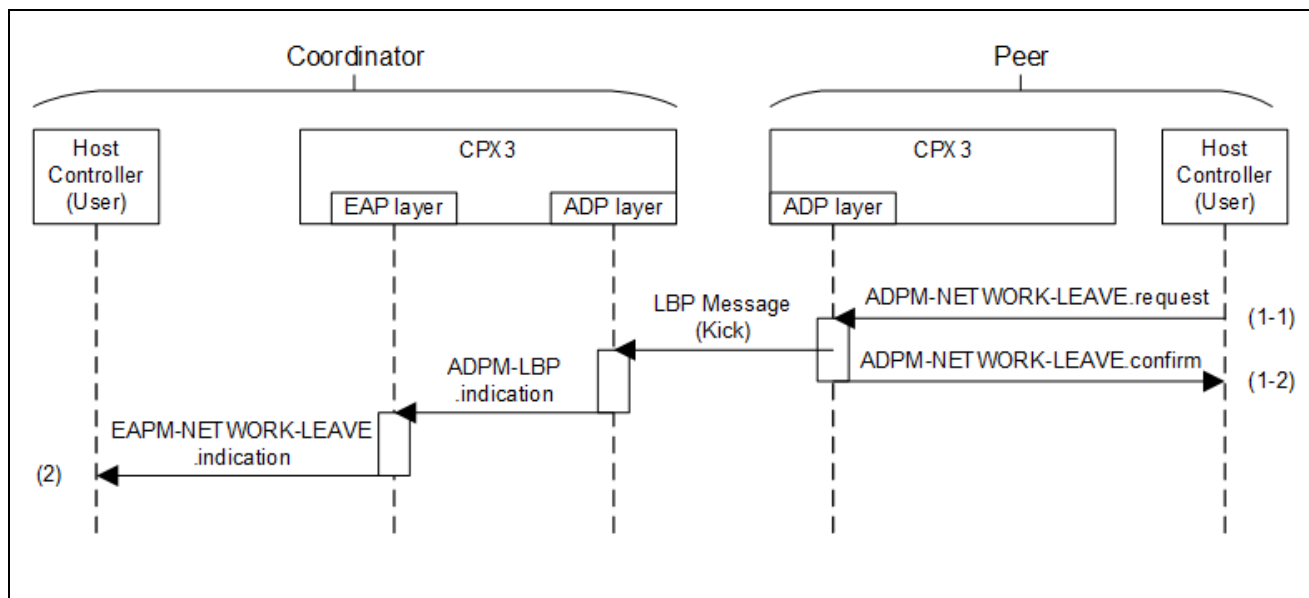 Coordinator
Peer
Host
Controller
(User)
CPX3
EAP layer
ADP layer
CPX3
ADP layer
Host
Controller
(User)
ADPM-NETWORK-LEAVE.request
(1-1)
LBP Message
(Kick)
ADPM-NETWORK-LEAVE.confirm
(1-2)
ADPM-LBP
.indication
EAPM-NETWORK-LEAVE
.indication
(2)